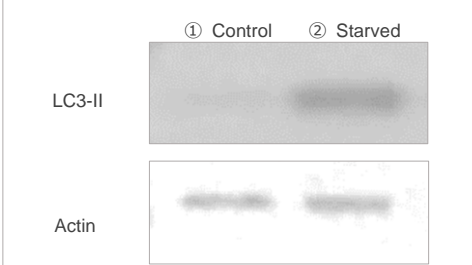 ① Control ② Starved
LC3-II
Actin